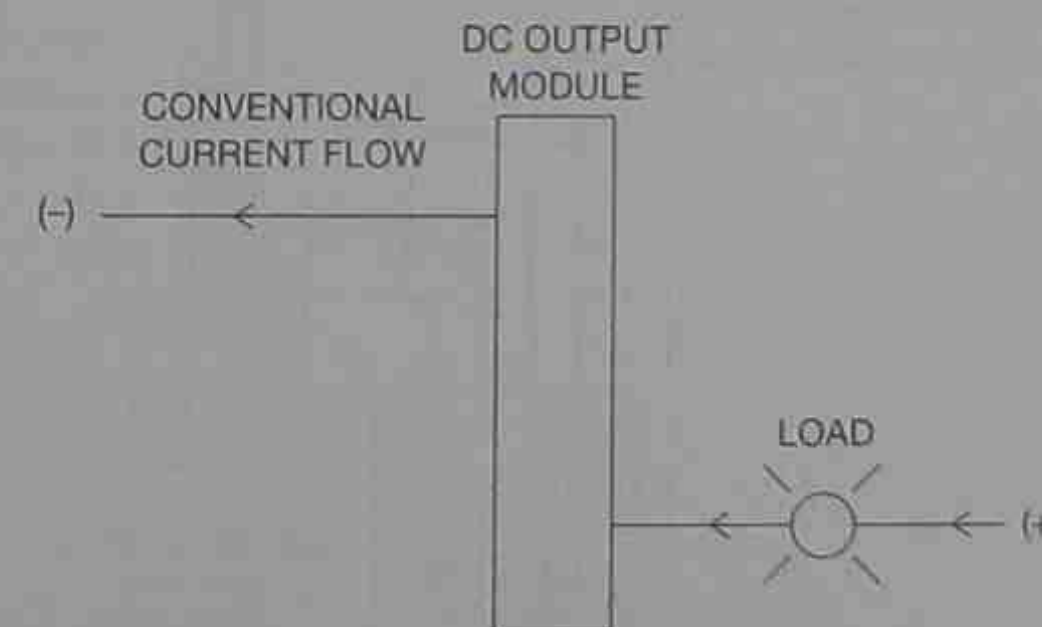 DC OUTPUT
MODULE
CONVENTIONAL
CURRENT FLOW
(-)
LOAD